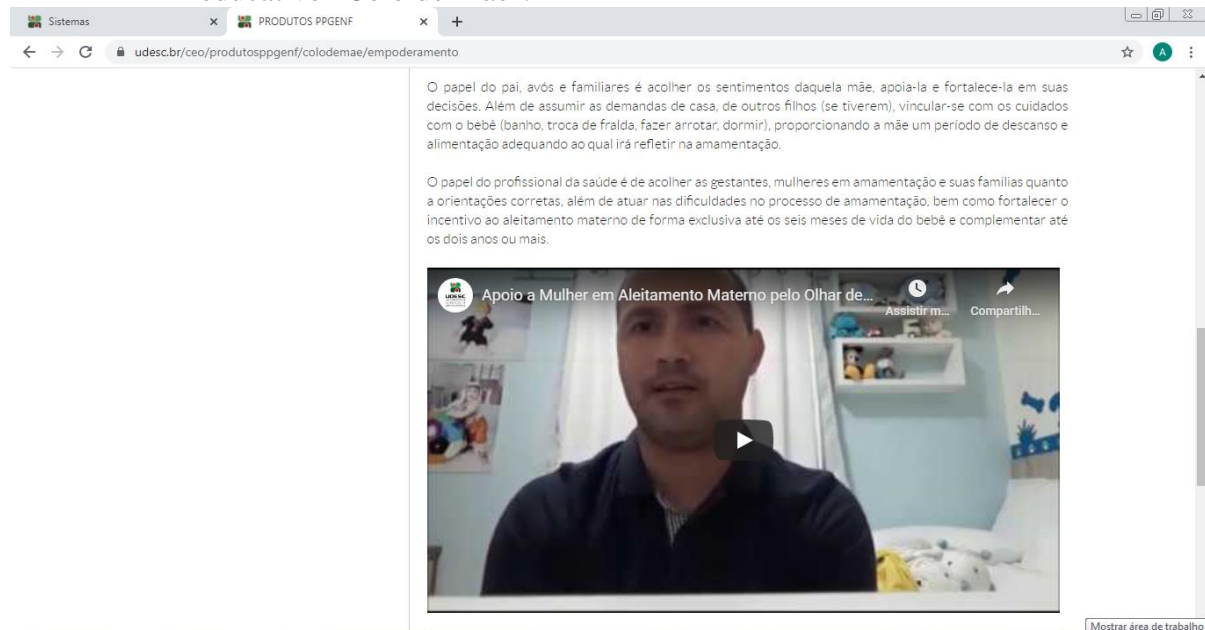 Sistemas
PRODUTOS PPGENF
udesc.br/ceo/produtosppgenf/colodemae/empoderamento
A
O papel do pai, avós e familiares é acolher os sentimentos daquela mãe, apoia-la e fortalece-la em suas
decisões. Além de assumir as demandas de casa, de outros filhos (se tiverem), vincular-se com os cuidados
com o bebê (banho, troca de fralda, fazer arrotar, dormir), proporcionando a mãe um período de descanso e
alimentação adequando ao qual irá refletir na amamentação.
O papel do profissional da saúde é de acolher as gestantes, mulheres em amamentação e suas famílias quanto
a orientações corretas, além de atuar nas dificuldades no processo de amamentação, bem como fortalecer o
incentivo ao aleitamento materno de forma exclusiva até os seis meses de vida do bebê e complementar até
os dois anos ou mais.
UDESC
Apoio a Mulher em Aleitamento Materno pelo Olhar de...
Assistir m...
Compartilh...
Mostrar área de trabalho